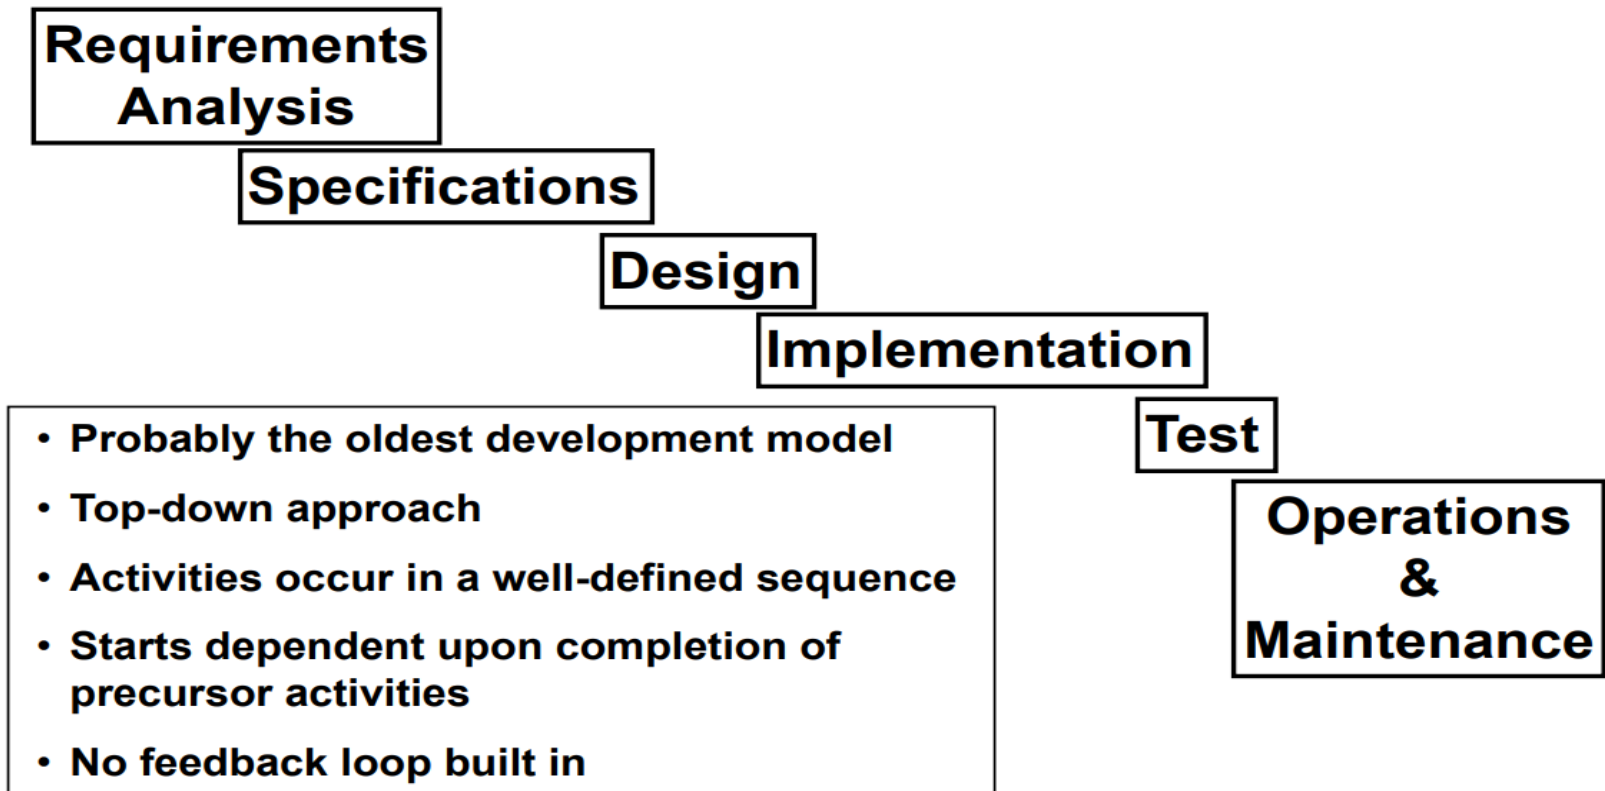 Requirements
Analysis
Specifications
Design
Implementation
Test
Operations
&
Maintenance
• Probably the oldest development model
• Top-down approach
• Activities occur in a well-defined sequence
• Starts dependent upon completion of
precursor activities
• No feedback loop built in